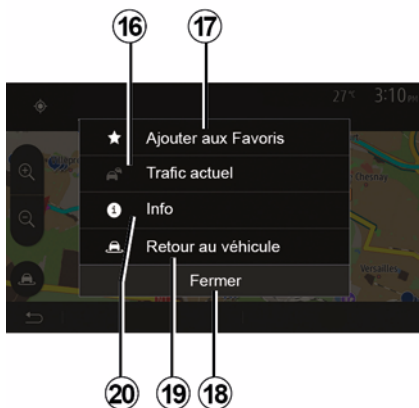 16 17
27°C 3:10 PM
Ajouter aux Favoris
Trafic actuel
Chesnay
Info
Retour au véhicule
Versailles
Fermer
20 19 18